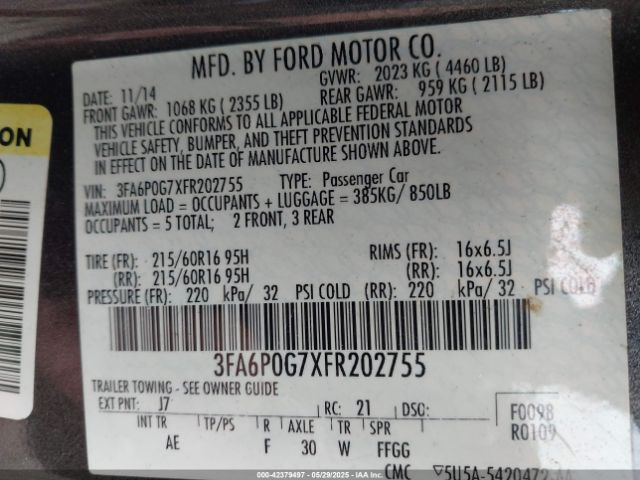 MFD. BY FORD MOTOR CO.
DATE: 11/14 GVWR: 2023 KG ( 4460 LB)
FRONT GAWR: 1068 KG ( 2355 LB) REAR GAWR: 959 KG ( 2115 LB)
THIS VEHICLE CONFORMS TO ALL APPLICABLE FEDERAL MOTOR
VEHICLE SAFETY, BUMPER, AND THEFT PREVENTION STANDARDS
IN EFFECT ON THE DATE OF MANUFACTURE SHOWN ABOVE.
ON
VIN: 3FA6P0G7XFR202755 TYPE: Passenger Car
MAXIMUM LOAD = OCCUPANTS + LUGGAGE = 385KG/ 850LB
OCCUPANTS = 5 TOTAL; 2 FRONT, 3 REAR
TIRE (FR): 215/60R16 95H RIMS (FR): 16x6.5J
(RR): 215/60R16 95H (RR): 16x6.5J
PRESSURE (FR): 220 kPa/ 32 PSI COLD (RR): 220 kPa/ 32 PSI COLD
3FA6P0G7XFR202755
TRAILER TOWING - SEE OWNER GUIDE
EXT PNT: J7 RC: 21 DSO: F0098
INT TR TP/PS R AXLE TR SPR R0109
AE F 30 W FFGG
CMC
00-42379497 - 05/29/2025 - IAAI